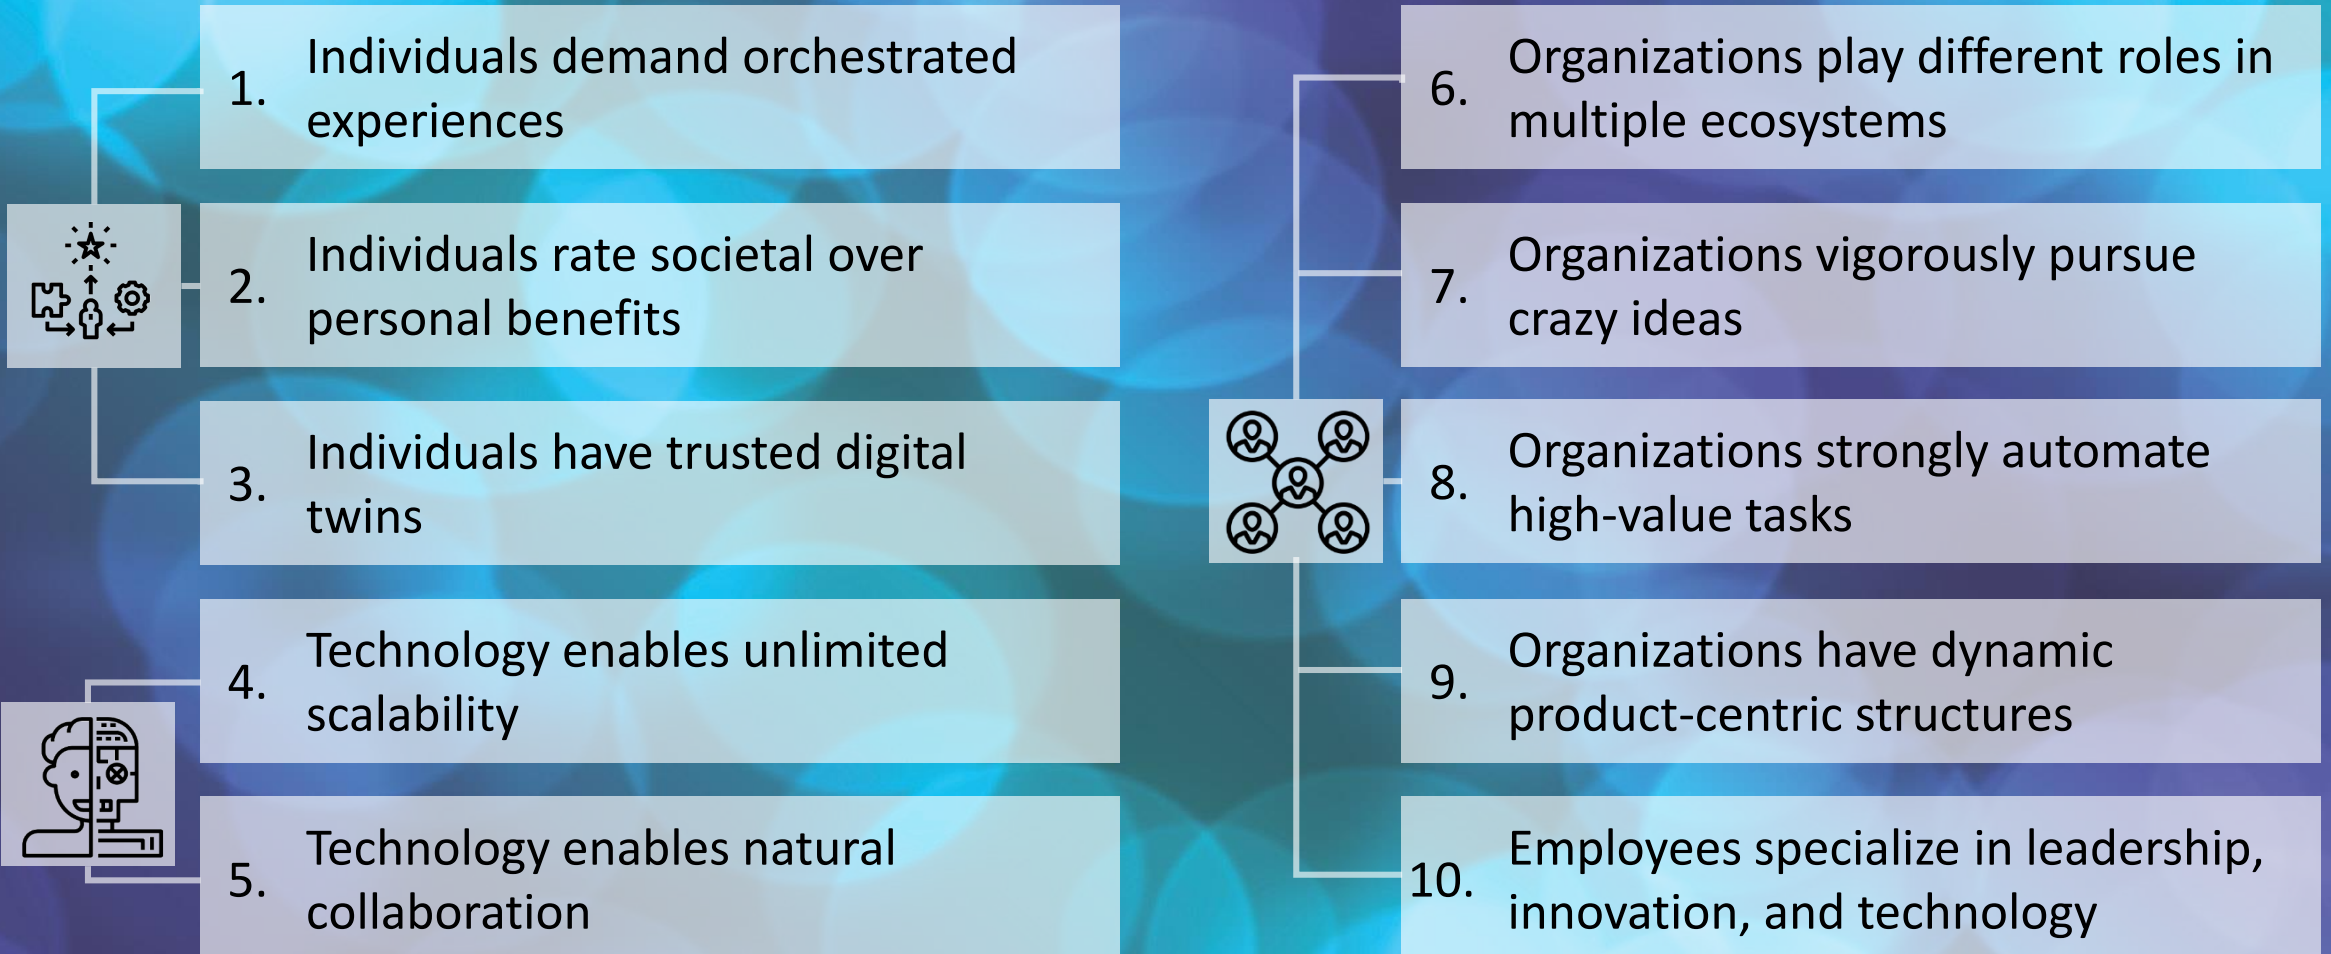 1. Individuals demand orchestrated
experiences
2. Individuals rate societal over
personal benefits
3. Individuals have trusted digital
twins
4. Technology enables unlimited
scalability
5. Technology enables natural
collaboration
6. Organizations play different roles in
multiple ecosystems
7. Organizations vigorously pursue
crazy ideas
8. Organizations strongly automate
high-value tasks
9. Organizations have dynamic
product-centric structures
10. Employees specialize in leadership,
innovation, and technology